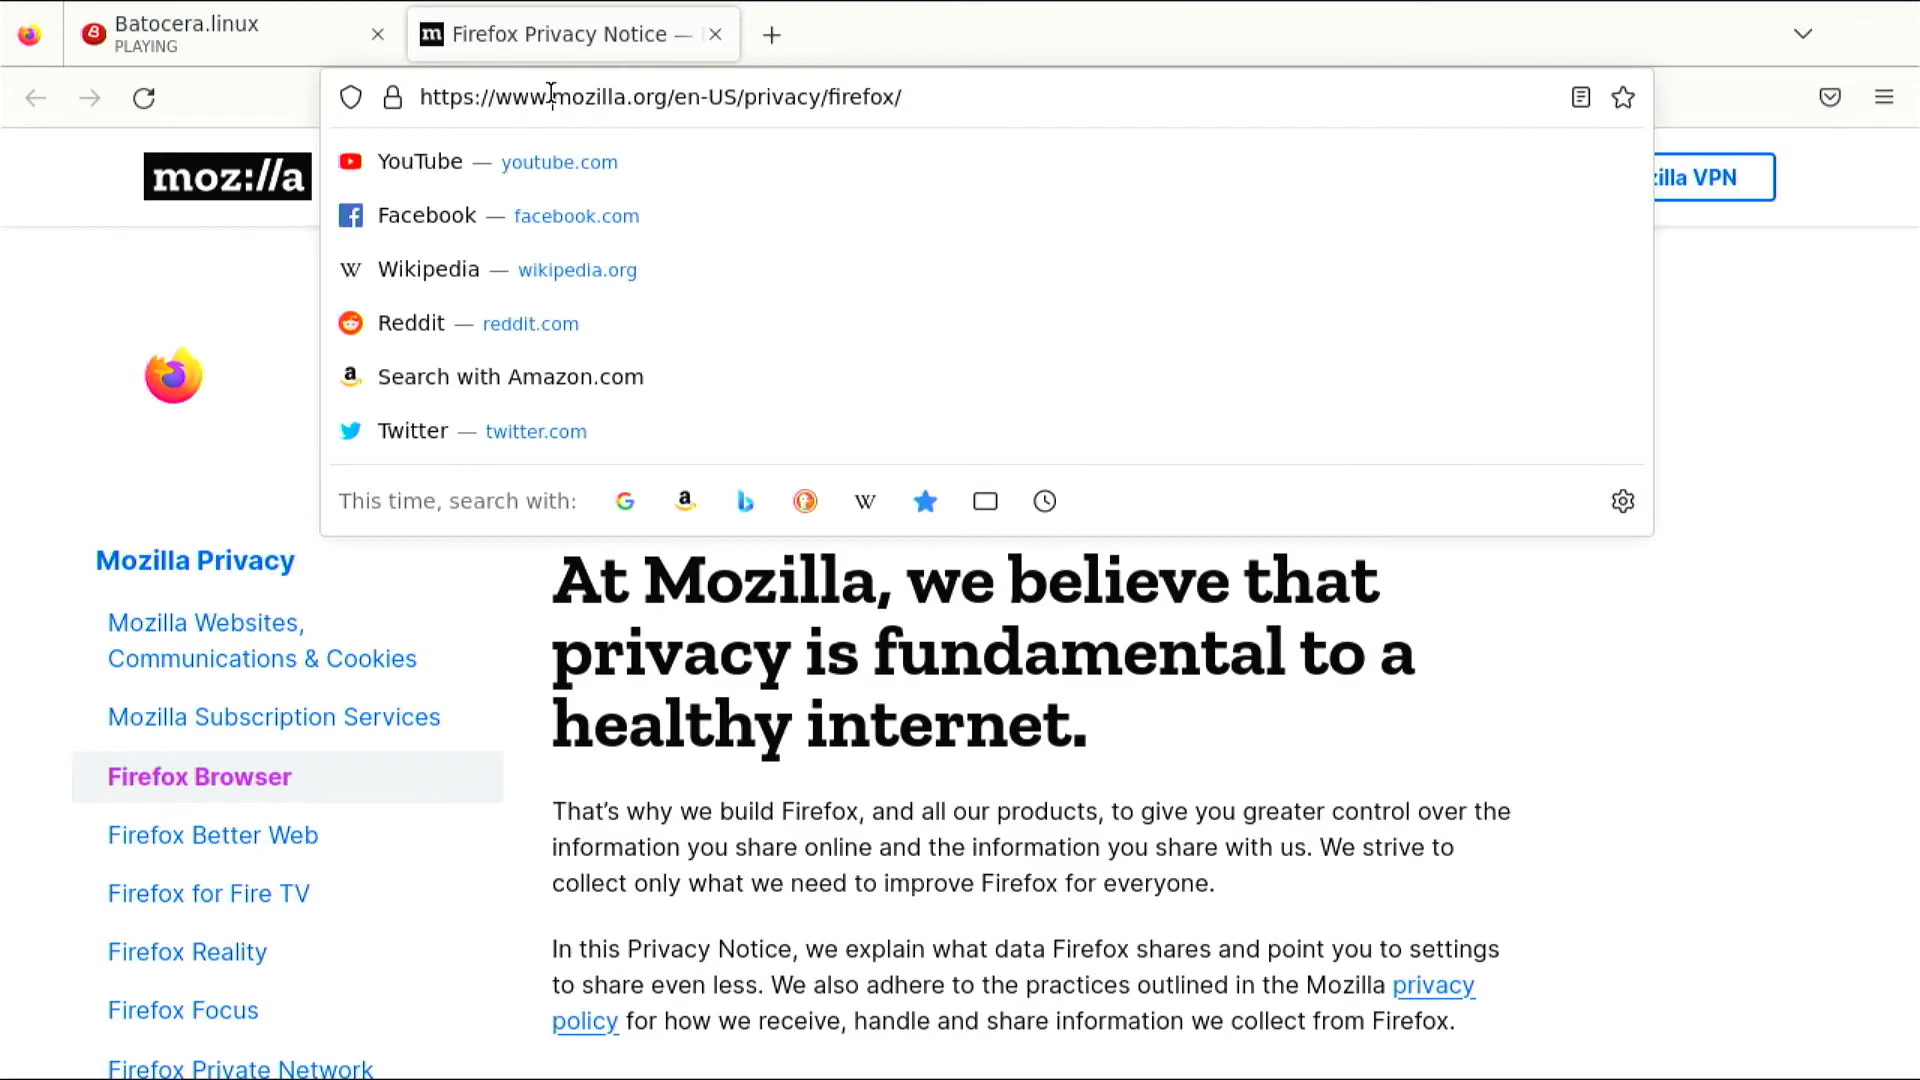 Batocera.linux
PLAYING
m Firefox Privacy Notice —
https://www.mozilla.org/en-US/privacy/firefox/
moz://a
YouTube — youtube.com
zilla VPN
Facebook — facebook.com
Wikipedia — wikipedia.org
Reddit — reddit.com
Search with Amazon.com
Twitter — twitter.com
This time, search with:
Mozilla Privacy
Mozilla Websites,
Communications & Cookies
Mozilla Subscription Services
Firefox Browser
Firefox Better Web
Firefox for Fire TV
Firefox Reality
Firefox Focus
Firefox Private Network
At Mozilla, we believe that
privacy is fundamental to a
healthy internet.
That’s why we build Firefox, and all our products, to give you greater control over the
information you share online and the information you share with us. We strive to
collect only what we need to improve Firefox for everyone.
In this Privacy Notice, we explain what data Firefox shares and point you to settings
to share even less. We also adhere to the practices outlined in the Mozilla privacy
policy for how we receive, handle and share information we collect from Firefox.